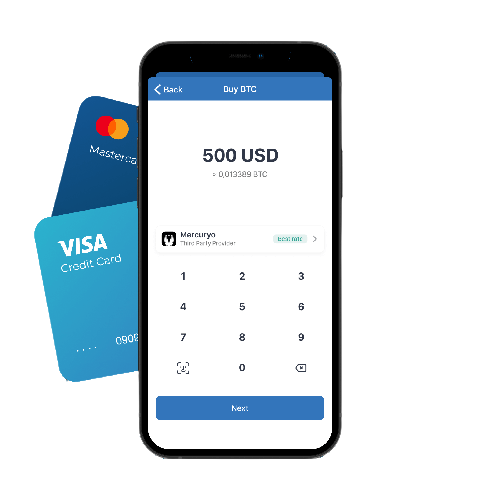 Back
Buy BTC
500 USD
≈ 0,013389 BTC
Mercuryo
Third Party Provider
Best rate
1 2 3
4 5 6
7 8 9
0
Next
Masterca
VISA
Credit Card
.... 0909